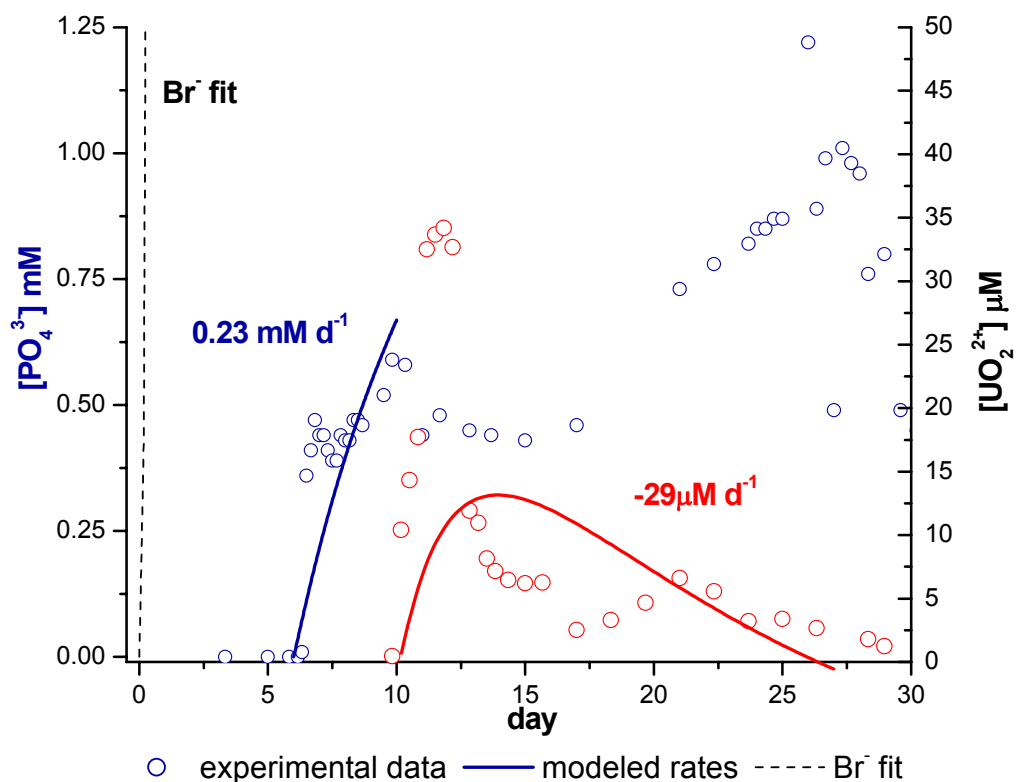 1.25
1.00
0.75
0.50
0.25
0.00
[PO₄³⁻] mM
Br⁻ fit
0.23 mM d⁻¹
-29µM d⁻¹
50
45
40
35
30
25
20
15
10
5
0
[UO₂²⁺] µM
0 5 10 15 20 25 30
day
experimental data modeled rates Br⁻ fit